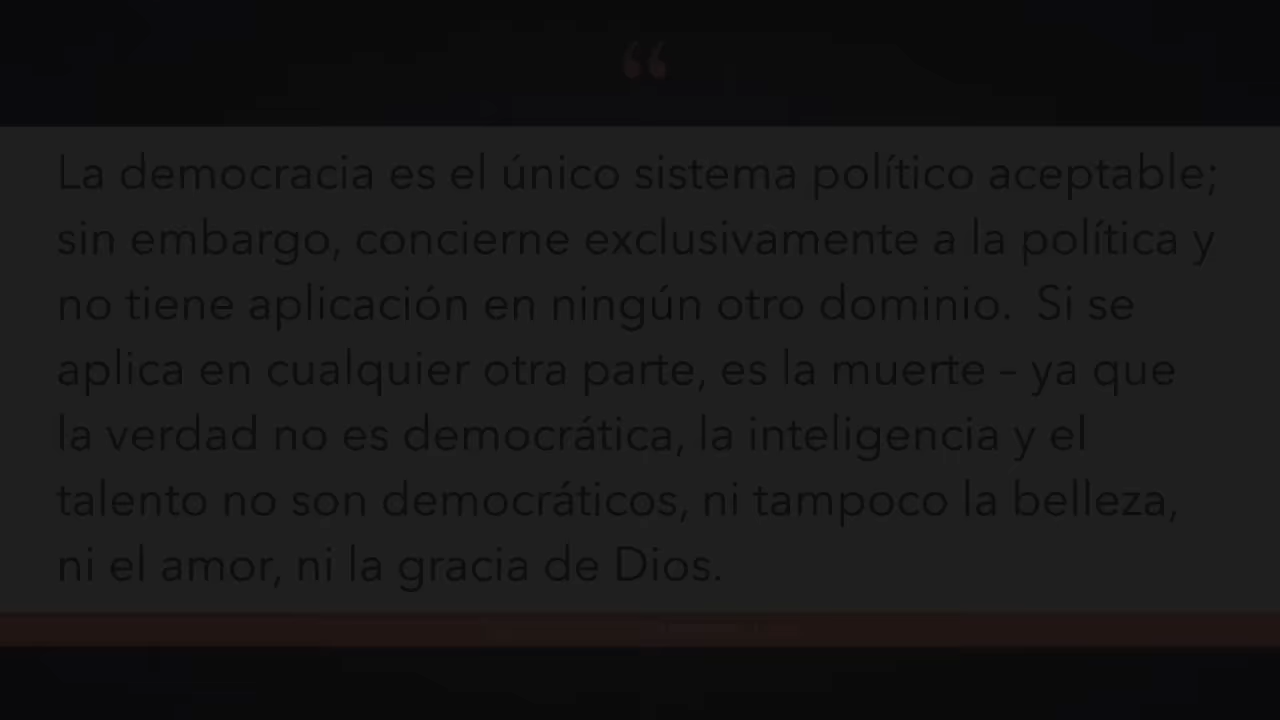 “
La democracia es el único sistema político aceptable;
sin embargo, concierne exclusivamente a la política y
no tiene aplicación en ningún otro dominio.  Si se
aplica en cualquier otra parte, es la muerte – ya que
la verdad no es democrática, la inteligencia y el
talento no son democráticos, ni tampoco la belleza,
ni el amor, ni la gracia de Dios.